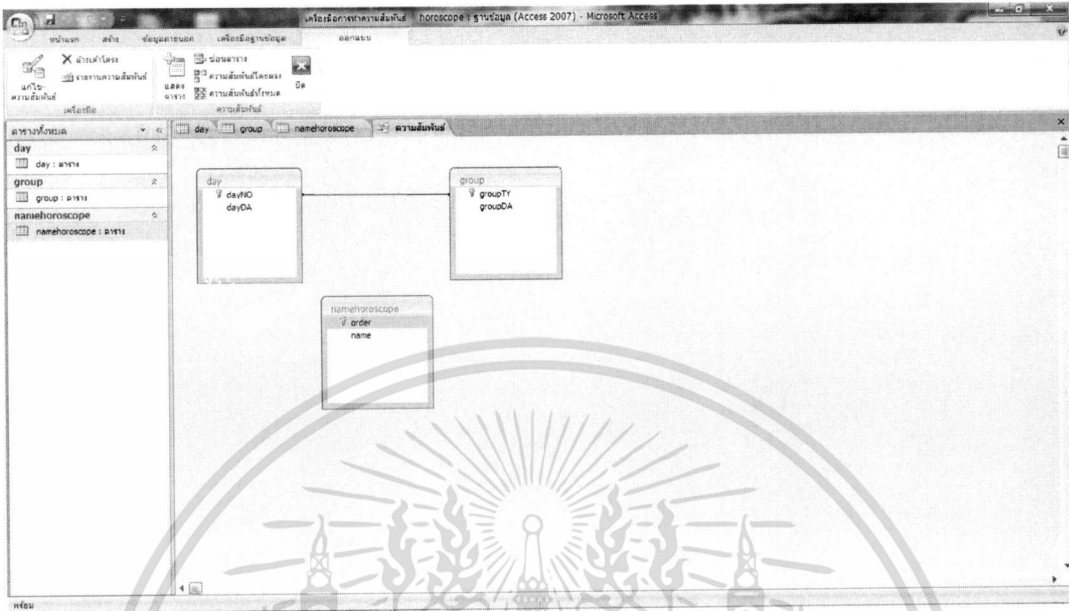 เครื่องมือการทำความสัมพันธ์ horoscope : ฐานข้อมูล (Access 2007) - Microsoft Access
หน้าแรก สร้าง ข้อมูลภายนอก เครื่องมือฐานข้อมูล ออกแบบ
แก้ไขความสัมพันธ์
ล้างเค้าโครง
รายงานความสัมพันธ์
เครื่องมือ
แสดงตาราง
ซ่อนตาราง
ความสัมพันธ์โดยตรง
ความสัมพันธ์ทั้งหมด
ปิด
ความสัมพันธ์
ตารางทั้งหมด
day
day : ตาราง
group
group : ตาราง
namehoroscope
namehoroscope : ตาราง
day group namehoroscope ความสัมพันธ์
day
dayNO
dayDA
group
groupTY
groupDA
namehoroscope
order
name
พร้อม